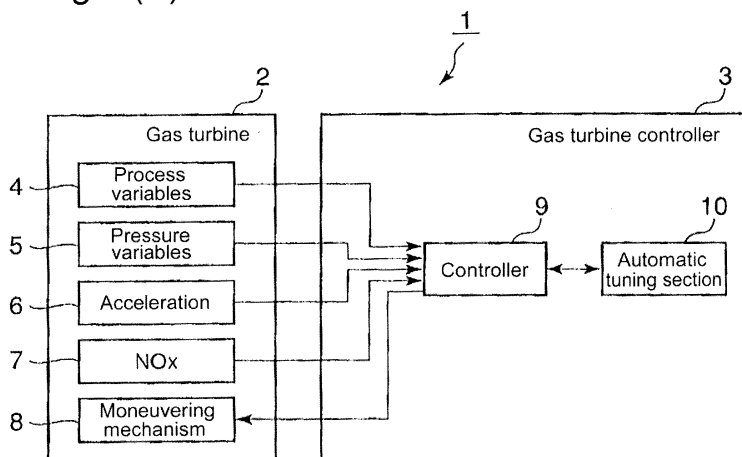 1
2
3
Gas turbine
Gas turbine controller
4
Process
variables
5
Pressure
variables
6
Acceleration
7
NOx
8
Moneuvering
mechanism
9
Controller
10
Automatic
tuning section